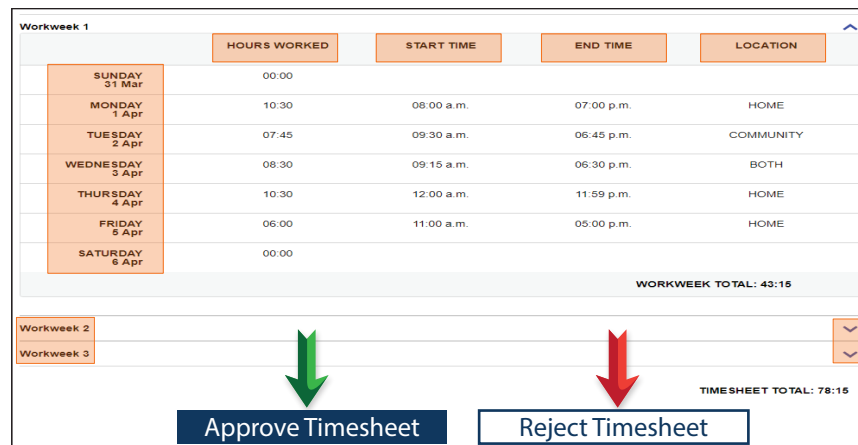 Workweek 1
HOURS WORKED START TIME END TIME LOCATION
SUNDAY 00:00
31 Mar
MONDAY 10:30 08:00 a.m. 07:00 p.m. HOME
1 Apr
TUESDAY 07:45 09:30 a.m. 06:45 p.m. COMMUNITY
2 Apr
WEDNESDAY 08:30 09:15 a.m. 06:30 p.m. BOTH
3 Apr
THURSDAY 10:30 12:00 a.m. 11:59 p.m. HOME
4 Apr
FRIDAY 06:00 11:00 a.m. 05:00 p.m. HOME
5 Apr
SATURDAY 00:00
6 Apr
WORKWEEK TOTAL: 43:15
Workweek 2
Workweek 3
TIMESHEET TOTAL: 78:15
Approve Timesheet Reject Timesheet